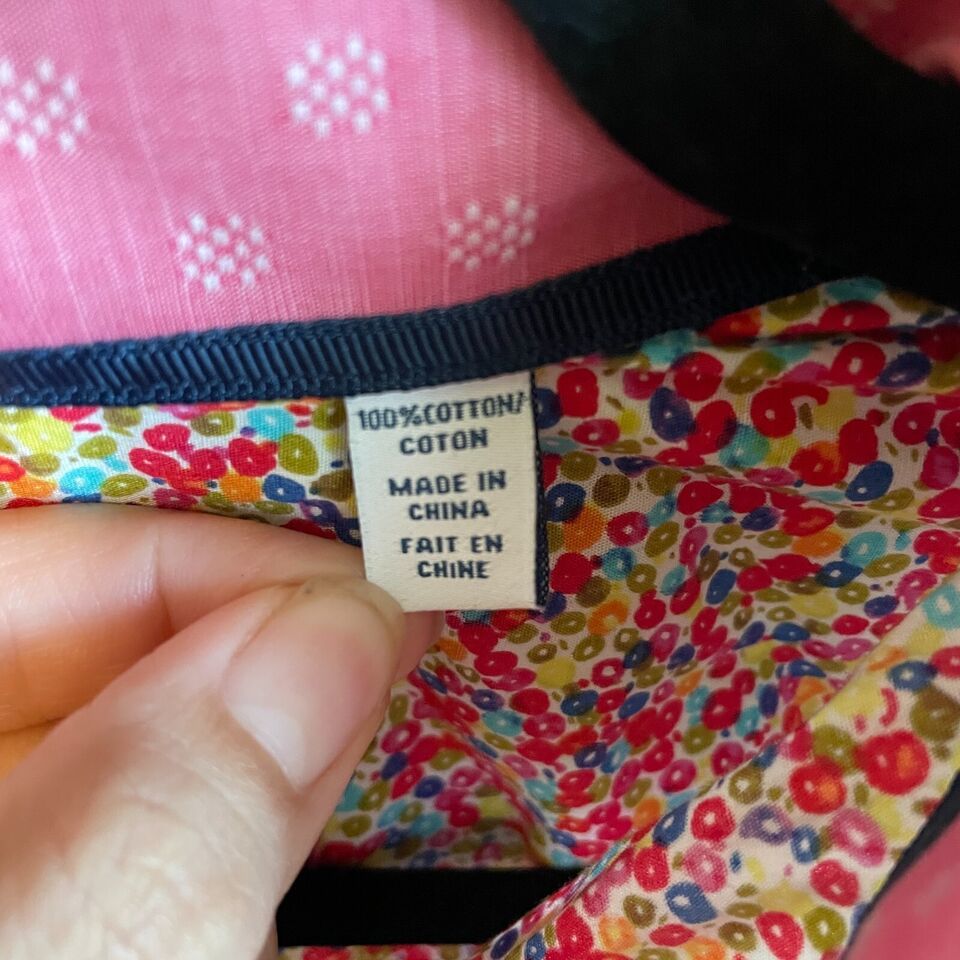 100%COTTON/
COTON
MADE IN
CHINA
FAIT EN
CHINE